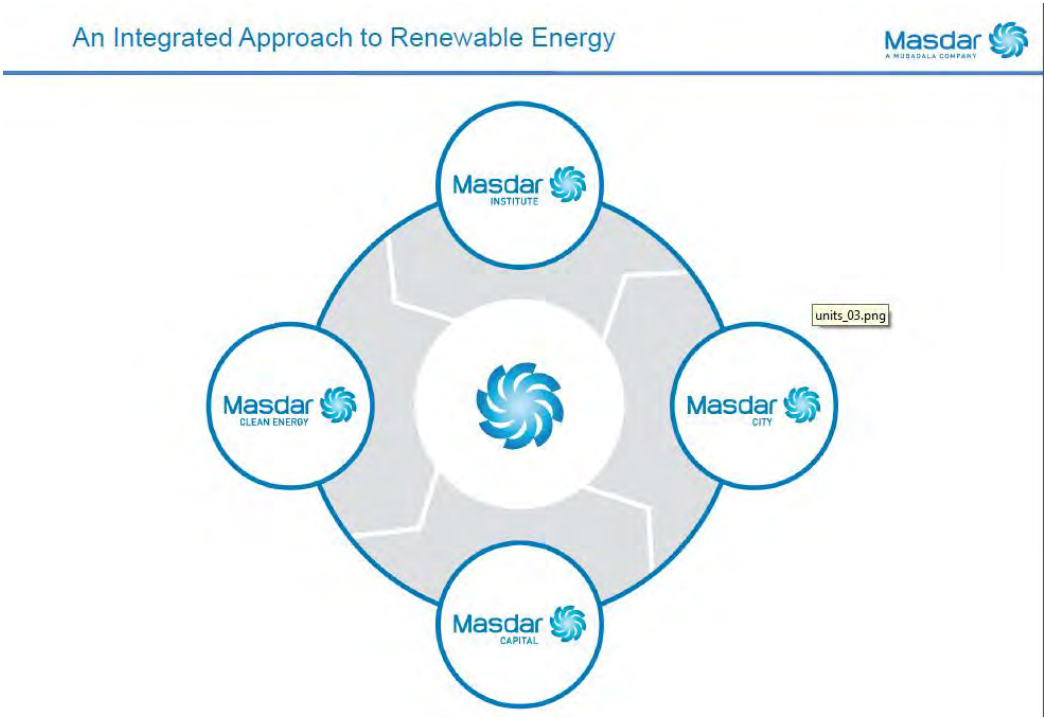 An Integrated Approach to Renewable Energy
Masdar
A MUBADALA COMPANY
Masdar
INSTITUTE
units_03.png
Masdar
CLEAN ENERGY
Masdar
CITY
Masdar
CAPITAL